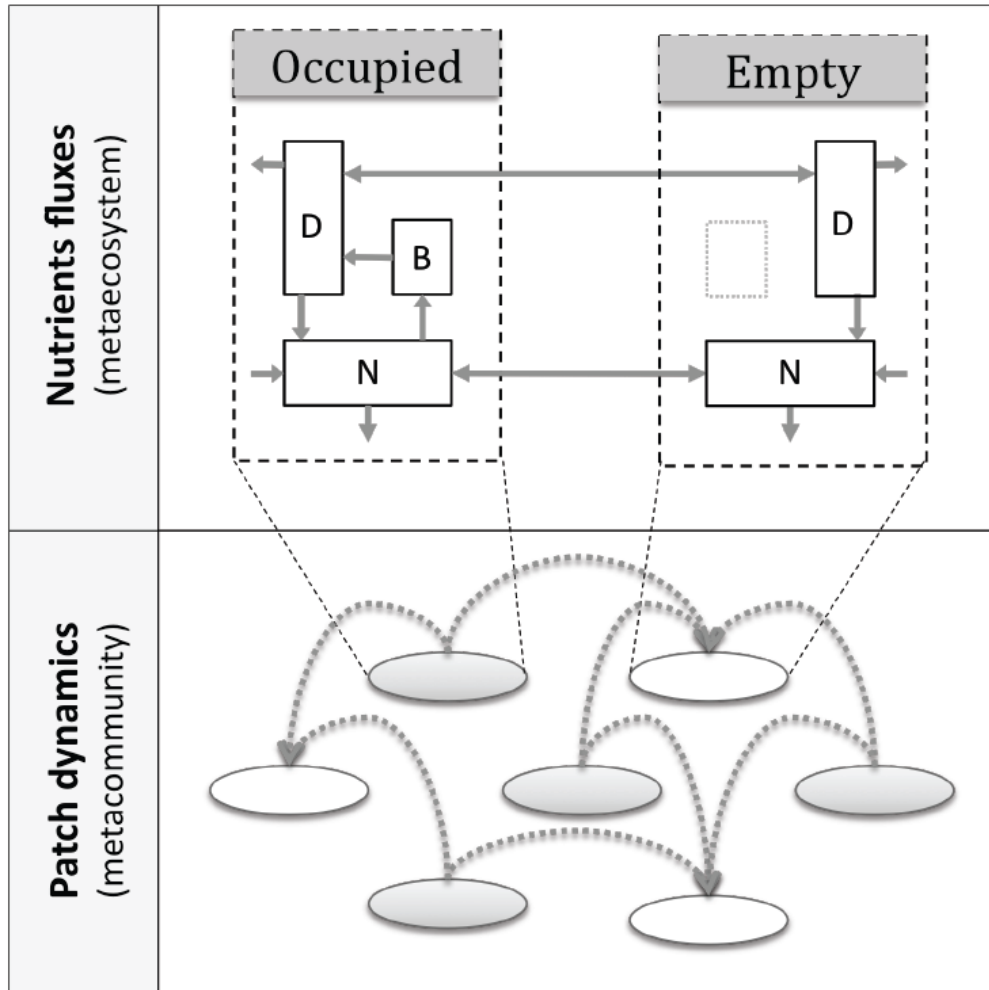 Nutrients fluxes
(metaecosystem)
Occupied
Empty
D
B
N
D
N
Patch dynamics
(metacommunity)